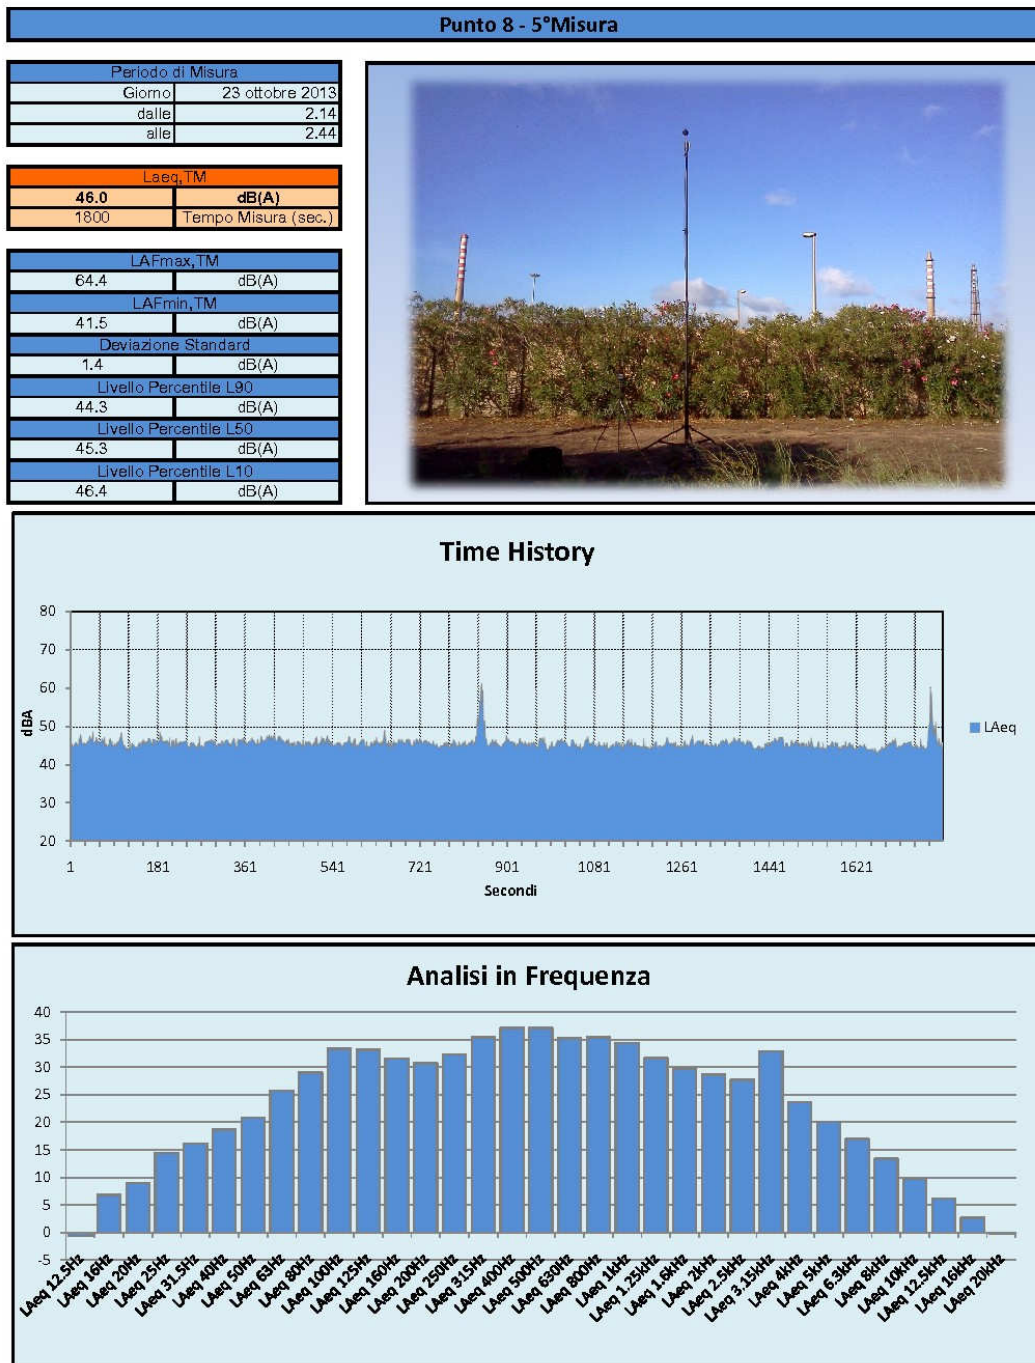 Punto 8 - 5°Misura
Periodo di Misura
Giorno 23 ottobre 2013
dalle 2.14
alle 2.44
Laeq,TM
46.0 dB(A)
1800 Tempo Misura (sec.)
LAFmax,TM
64.4 dB(A)
LAFmin,TM
41.5 dB(A)
Deviazione Standard
1.4 dB(A)
Livello Percentile L90
44.3 dB(A)
Livello Percentile L50
45.3 dB(A)
Livello Percentile L10
46.4 dB(A)
Time History
80
70
60
50
40
30
20
dBA
LAeq
1 181 361 541 721 901 1081 1261 1441 1621
Secondi
Analisi in Frequenza
40
35
30
25
20
15
10
5
0
-5
LAeq 12.5Hz
LAeq 16Hz
LAeq 20Hz
LAeq 25Hz
LAeq 31.5Hz
LAeq 40Hz
LAeq 50Hz
LAeq 63Hz
LAeq 80Hz
LAeq 100Hz
LAeq 125Hz
LAeq 160Hz
LAeq 200Hz
LAeq 250Hz
LAeq 315Hz
LAeq 400Hz
LAeq 500Hz
LAeq 630Hz
LAeq 800Hz
LAeq 1kHz
LAeq 1.25kHz
LAeq 1.6kHz
LAeq 2kHz
LAeq 2.5kHz
LAeq 3.15kHz
LAeq 4kHz
LAeq 5kHz
LAeq 6.3kHz
LAeq 8kHz
LAeq 10kHz
LAeq 12.5kHz
LAeq 16kHz
LAeq 20kHz